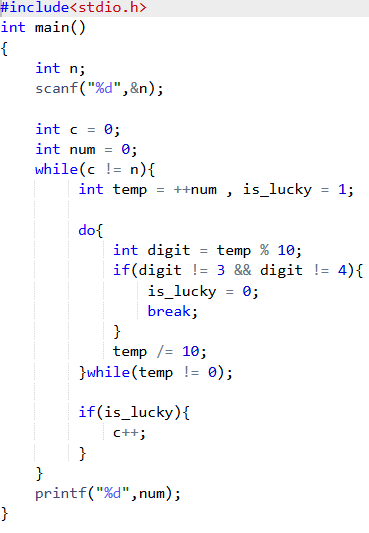 #include<stdio.h>
int main()
{
    int n;
    scanf("%d",&n);

    int c = 0;
    int num = 0;
    while(c != n){
         int temp = ++num , is_lucky = 1;

         do{
             int digit = temp % 10;
             if(digit != 3 && digit != 4){
                 is_lucky = 0;
                 break;
             }
             temp /= 10;
         }while(temp != 0);

         if(is_lucky){
             c++;
         }
    }
    printf("%d",num);
}